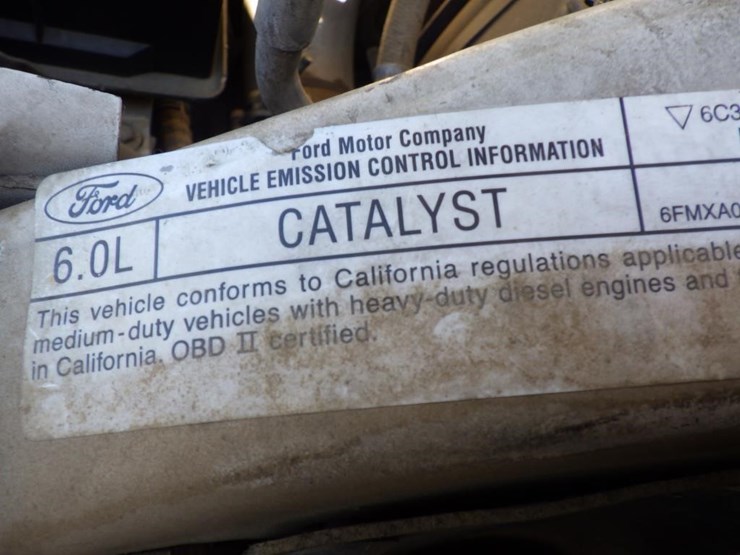 Ford Motor Company
VEHICLE EMISSION CONTROL INFORMATION
Ford
6.0L
CATALYST
6C3
6FMXA0
This vehicle conforms to California regulations applicable
medium-duty vehicles with heavy-duty diesel engines and
in California. OBD II certified.